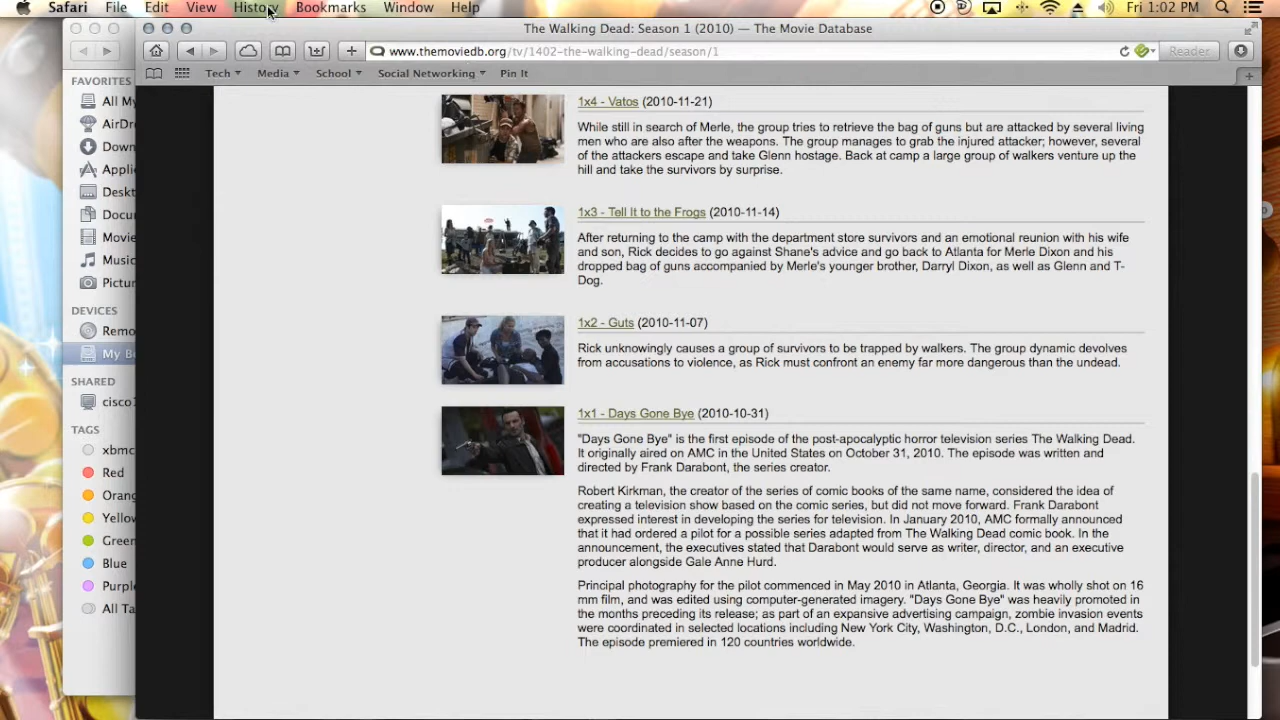 Safari File Edit View History Bookmarks Window Help Fri 1:02 PM
The Walking Dead: Season 1 (2010) — The Movie Database
www.themoviedb.org/tv/1402-the-walking-dead/season/1 Reader
Tech Media School Social Networking Pin It
FAVORITES
All My
AirDr
Down
Appli
Deskt
Docu
Movie
Music
Pictur
DEVICES
Remo
My B
SHARED
cisco1
TAGS
xbmc
Red
Orang
Yellow
Green
Blue
Purple
All Ta
1x4 - Vatos (2010-11-21)
While still in search of Merle, the group tries to retrieve the bag of guns but are attacked by several living
men who are also after the weapons. The group manages to grab the injured attacker; however, several
of the attackers escape and take Glenn hostage. Back at camp a large group of walkers venture up the
hill and take the survivors by surprise.
1x3 - Tell It to the Frogs (2010-11-14)
After returning to the camp with the department store survivors and an emotional reunion with his wife
and son, Rick decides to go against Shane's advice and go back to Atlanta for Merle Dixon and his
dropped bag of guns accompanied by Merle's younger brother, Darryl Dixon, as well as Glenn and T-
Dog.
1x2 - Guts (2010-11-07)
Rick unknowingly causes a group of survivors to be trapped by walkers. The group dynamic devolves
from accusations to violence, as Rick must confront an enemy far more dangerous than the undead.
1x1 - Days Gone Bye (2010-10-31)
"Days Gone Bye" is the first episode of the post-apocalyptic horror television series The Walking Dead.
It originally aired on AMC in the United States on October 31, 2010. The episode was written and
directed by Frank Darabont, the series creator.
Robert Kirkman, the creator of the series of comic books of the same name, considered the idea of
creating a television show based on the comic series, but did not move forward. Frank Darabont
expressed interest in developing the series for television. In January 2010, AMC formally announced
that it had ordered a pilot for a possible series adapted from The Walking Dead comic book. In the
announcement, the executives stated that Darabont would serve as writer, director, and an executive
producer alongside Gale Anne Hurd.
Principal photography for the pilot commenced in May 2010 in Atlanta, Georgia. It was wholly shot on 16
mm film, and was edited using computer-generated imagery. "Days Gone Bye" was heavily promoted in
the months preceding its release; as part of an expansive advertising campaign, zombie invasion events
were coordinated in selected locations including New York City, Washington, D.C., London, and Madrid.
The episode premiered in 120 countries worldwide.